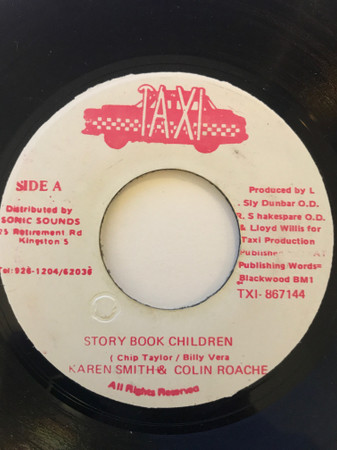 TAXI
SIDE A
Distributed by
SONIC SOUNDS
75 Retirement Rd
Kingston 5
Tel: 926-1204/62036
Produced by L
. Sly Dunbar O.D.
R. Shakespare O.D.
& Lloyd Willis for
Taxi Production
Publisher
Publishing Words=
Blackwood BM1
TXI-867144
STORY BOOK CHILDREN
( Chip Taylor / Billy Vera
KAREN SMITH & COLIN ROACHE
All Rights Reserved